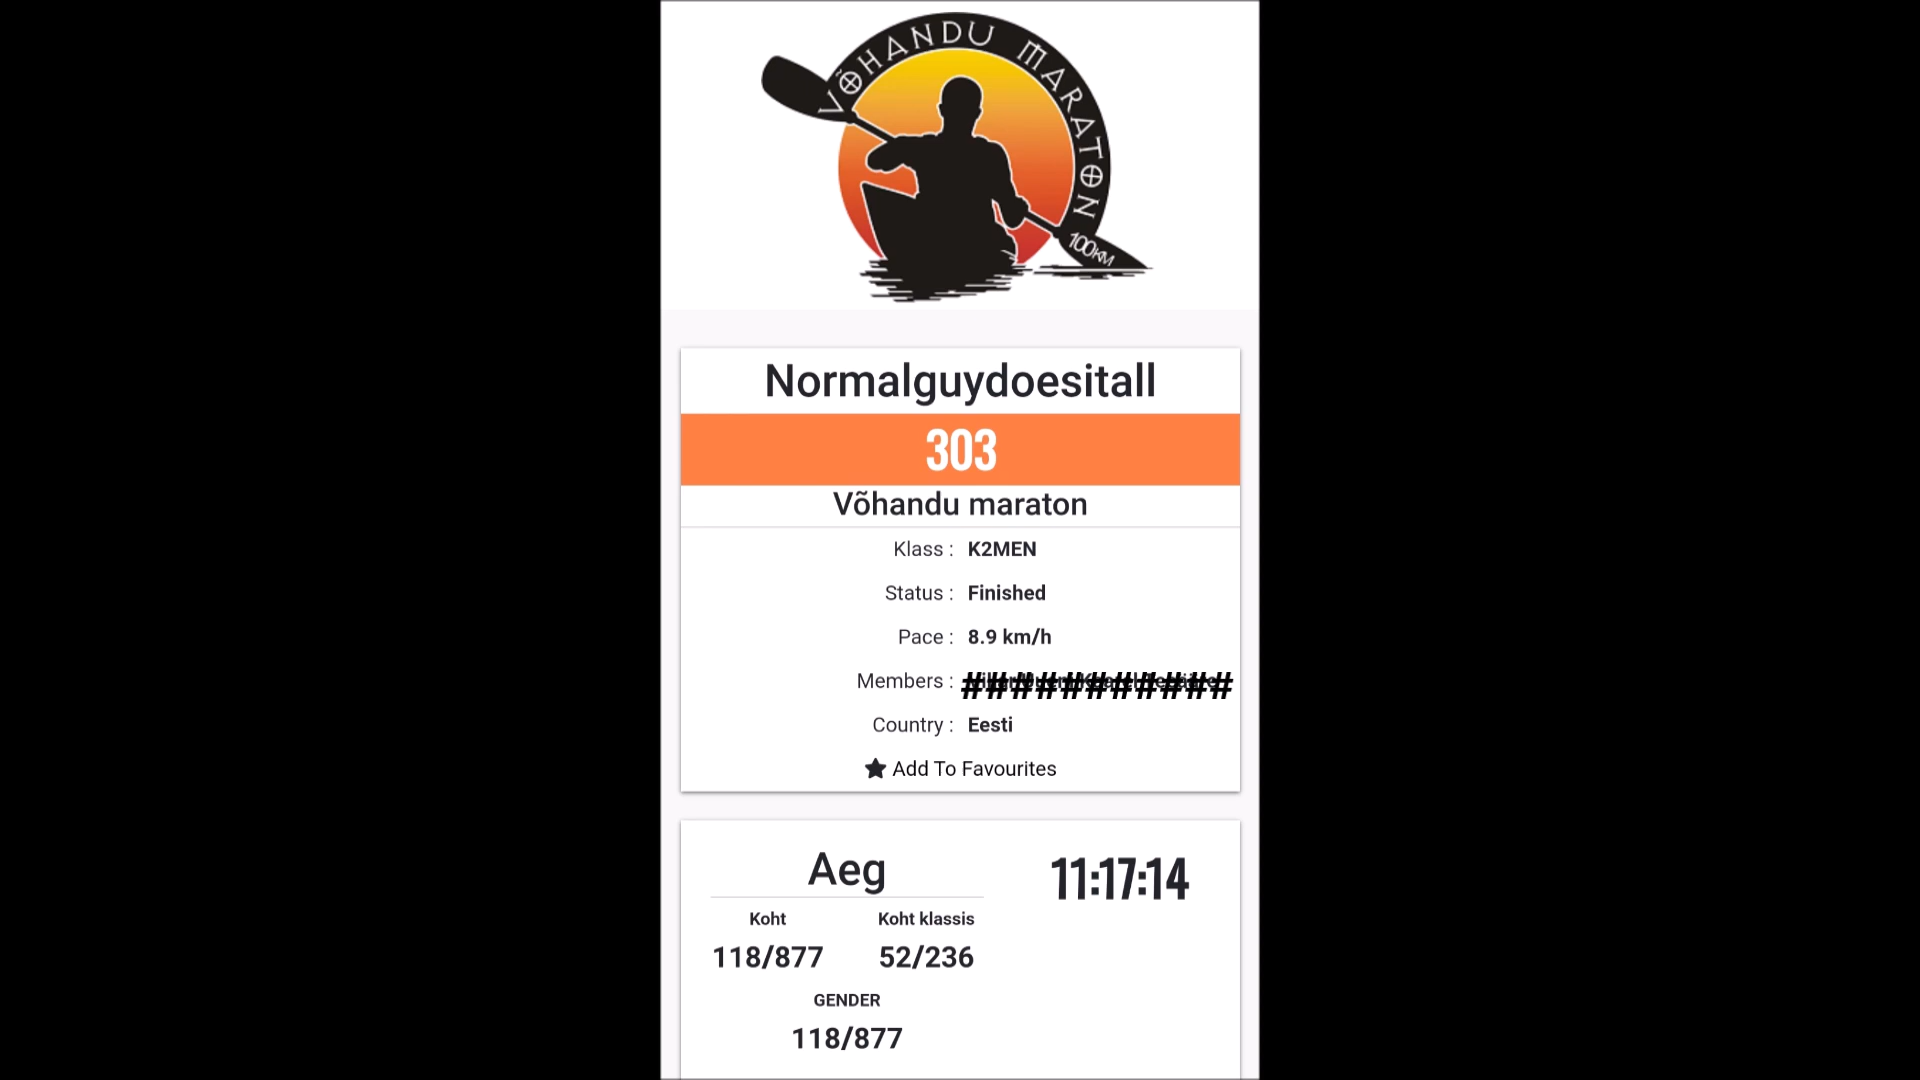 VÕHANDU MARATON
100KM
Normalguydoesitall
303
Võhandu maraton
Klass : K2MEN
Status : Finished
Pace : 8.9 km/h
Members : ###########
Country : Eesti
★ Add To Favourites
Aeg
11:17:14
Koht Koht klassis
118/877 52/236
GENDER
118/877